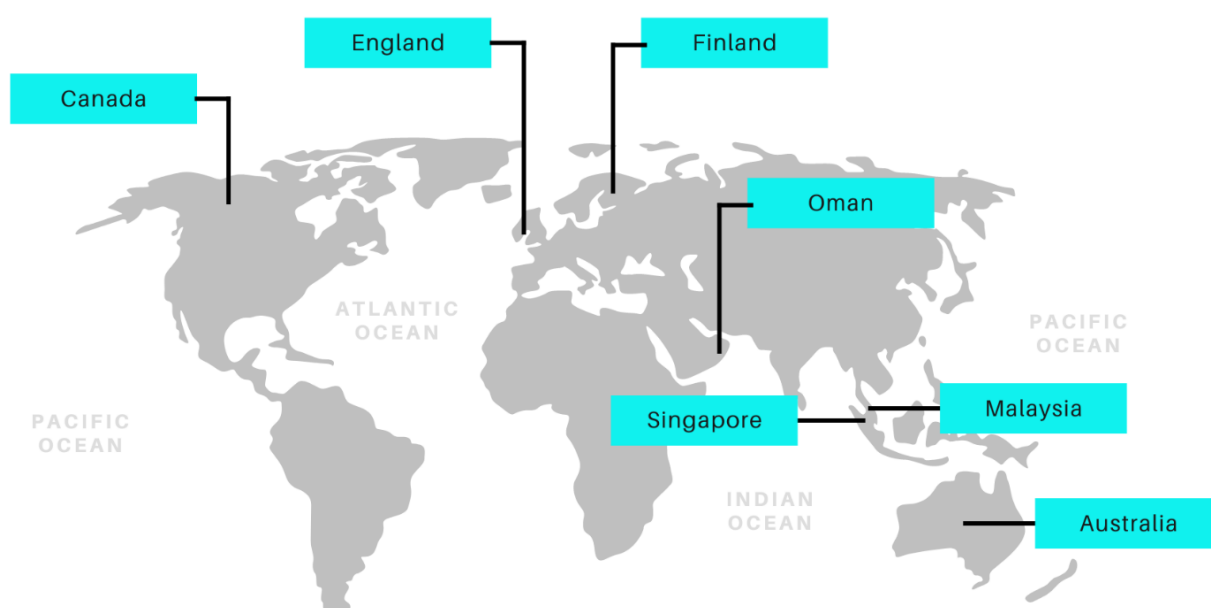 England
Finland
Canada
Oman
ATLANTIC
OCEAN
PACIFIC
OCEAN
Malaysia
Singapore
PACIFIC
OCEAN
INDIAN
OCEAN
Australia